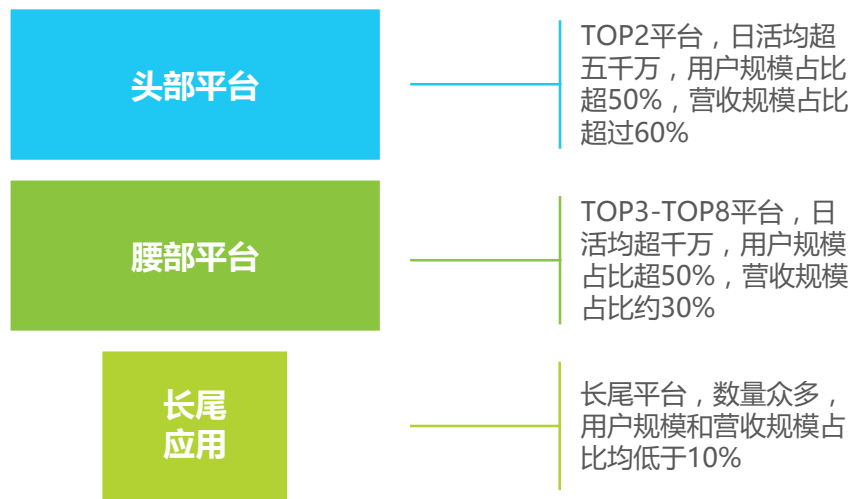 头部平台
TOP2平台，日活均超
五千万，用户规模占比
超50%，营收规模占比
超过60%
腰部平台
TOP3-TOP8平台，日
活均超千万，用户规模
占比超50%，营收规模
占比约30%
长尾
应用
长尾平台，数量众多，
用户规模和营收规模占
比均低于10%